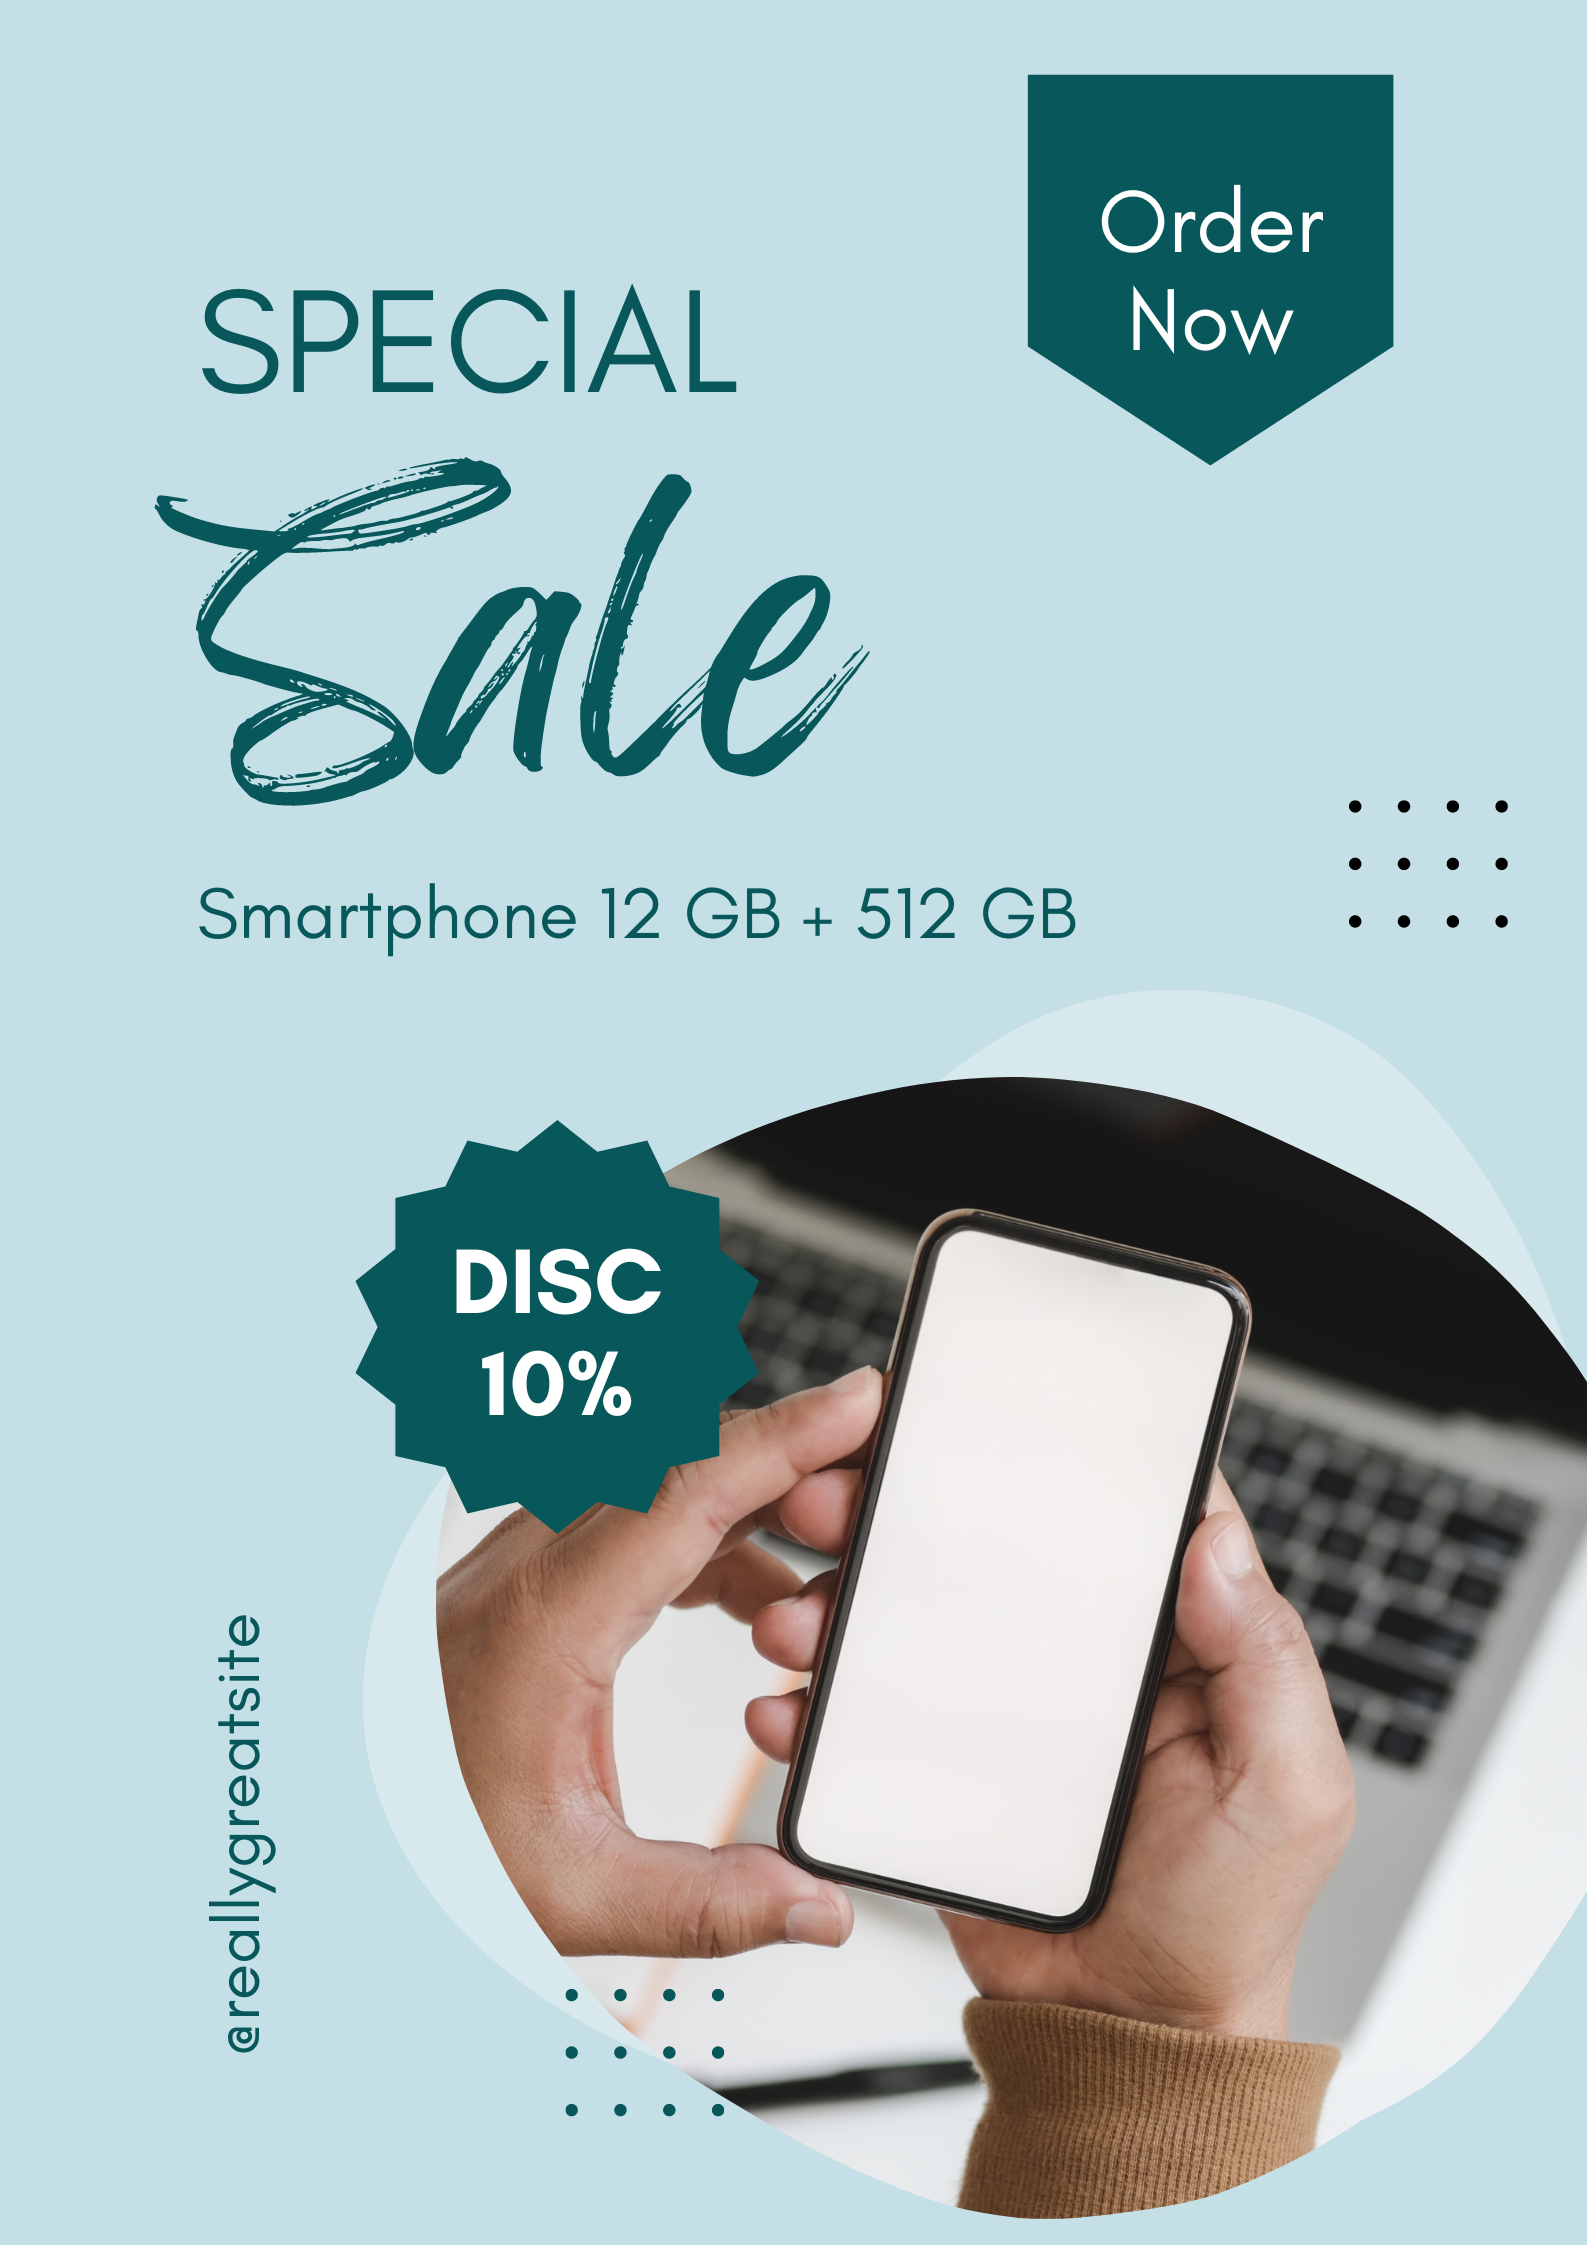 Order
Now
SPECIAL
Sale
Smartphone 12 GB + 512 GB
DISC
10%
@reallygreatsite